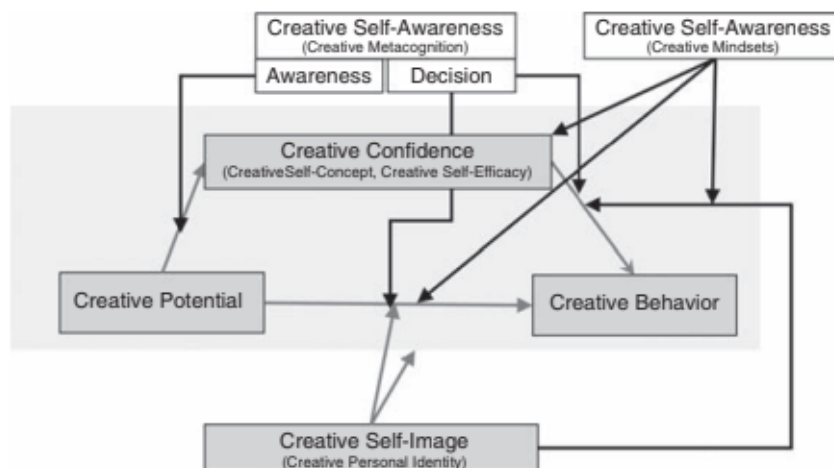 Creative Self-Awareness
(Creative Metacognition)
Awareness
Decision
Creative Self-Awareness
(Creative Mindsets)
Creative Confidence
(CreativeSelf-Concept, Creative Self-Efficacy)
Creative Potential
Creative Behavior
Creative Self-Image
(Creative Personal Identity)